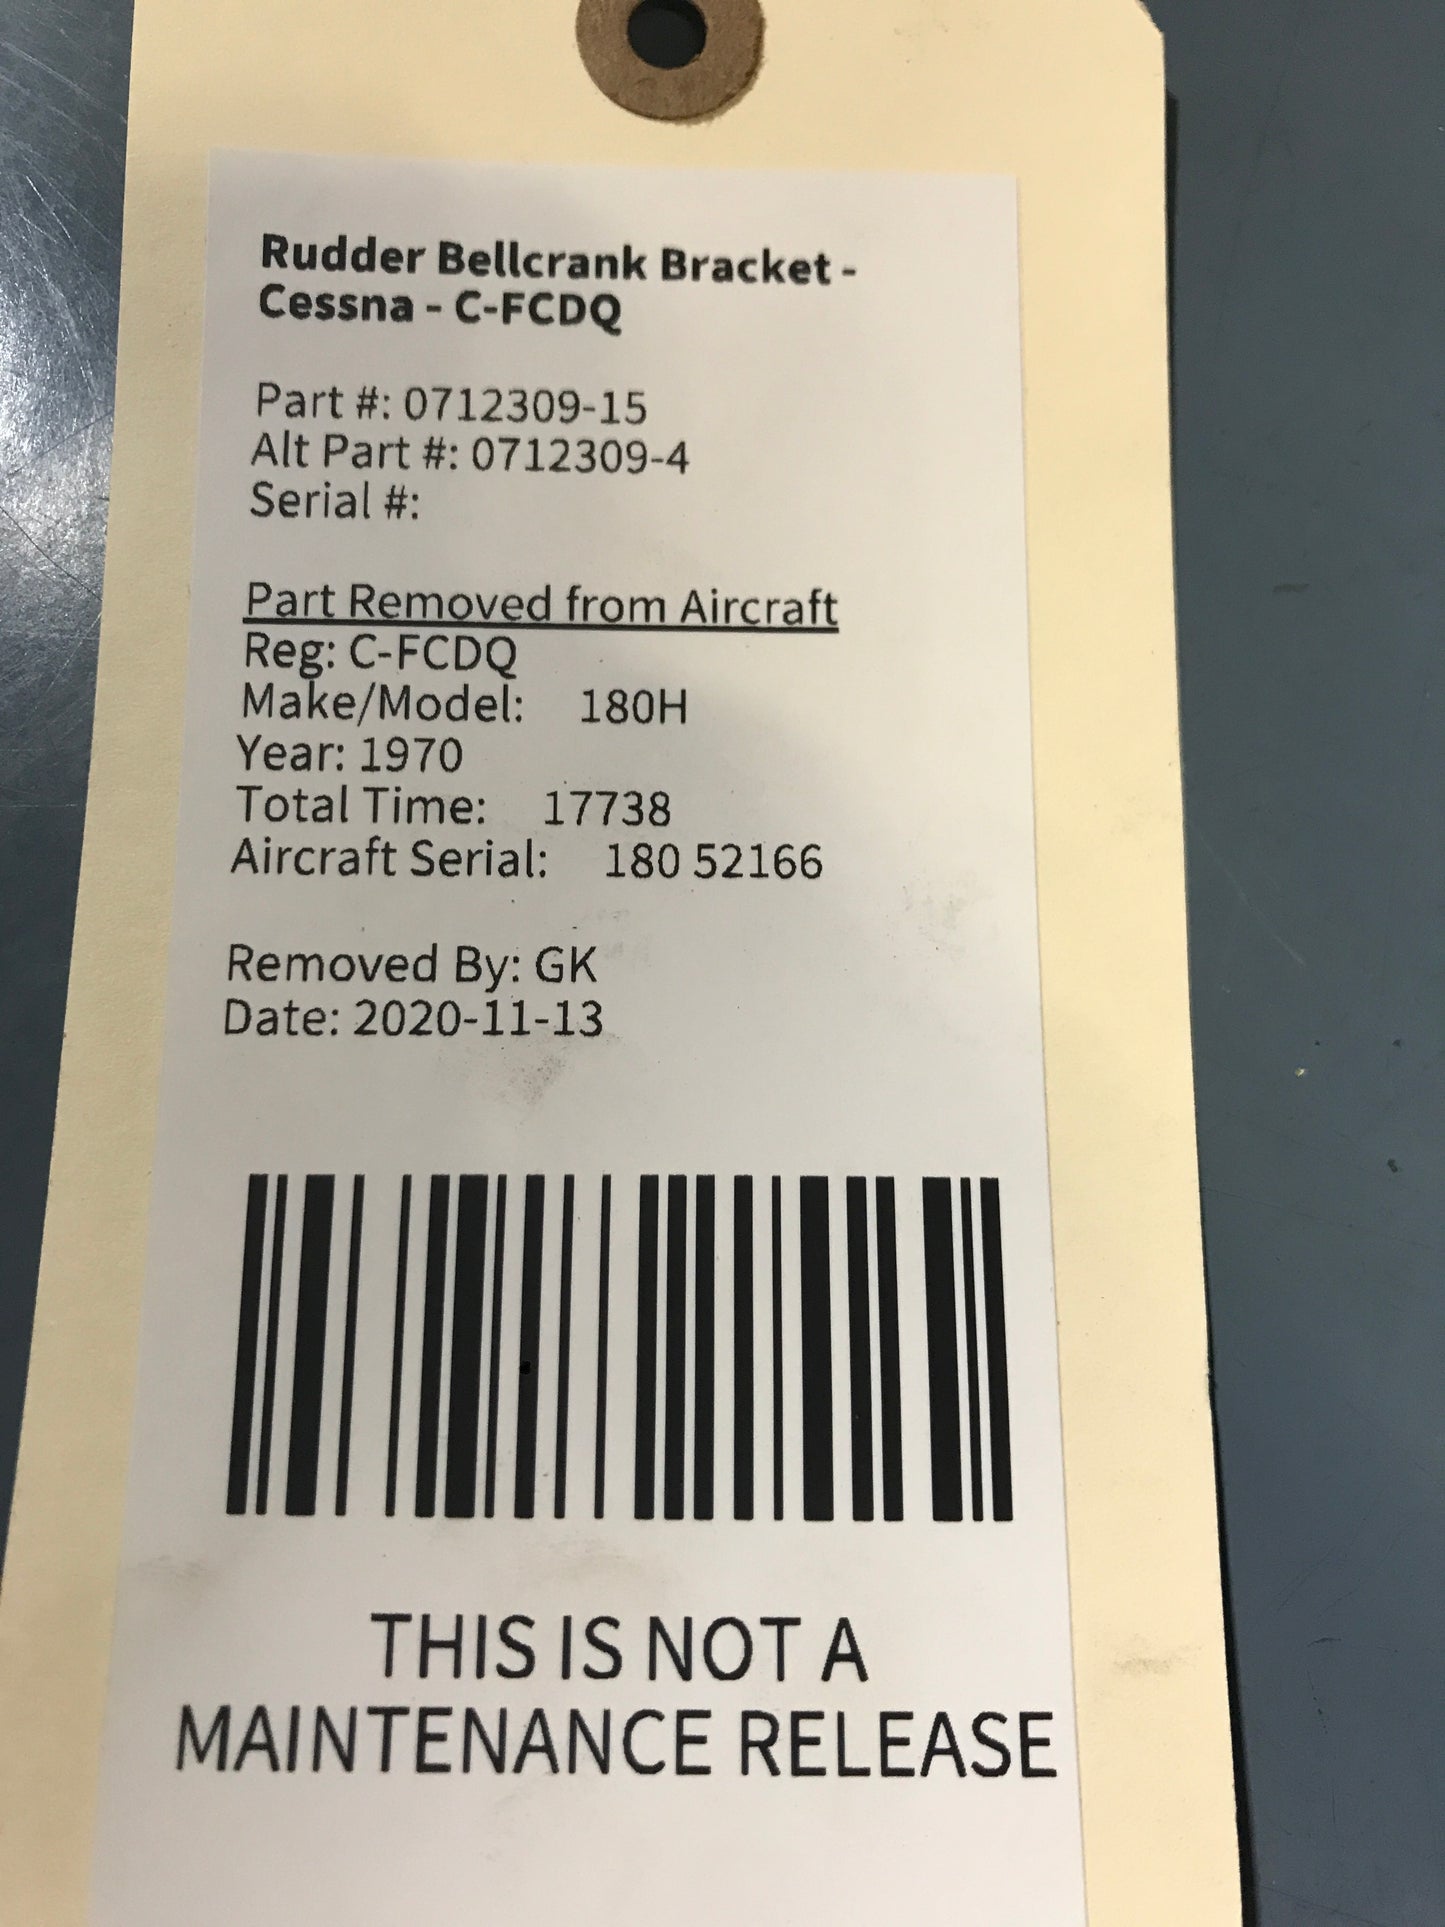 Rudder Bellcrank Bracket -
Cessna - C-FCDQ
Part #: 0712309-15
Alt Part #: 0712309-4
Serial #:
Part Removed from Aircraft
Reg: C-FCDQ
Make/Model: 180H
Year: 1970
Total Time: 17738
Aircraft Serial: 180 52166
Removed By: GK
Date: 2020-11-13
THIS IS NOT A
MAINTENANCE RELEASE